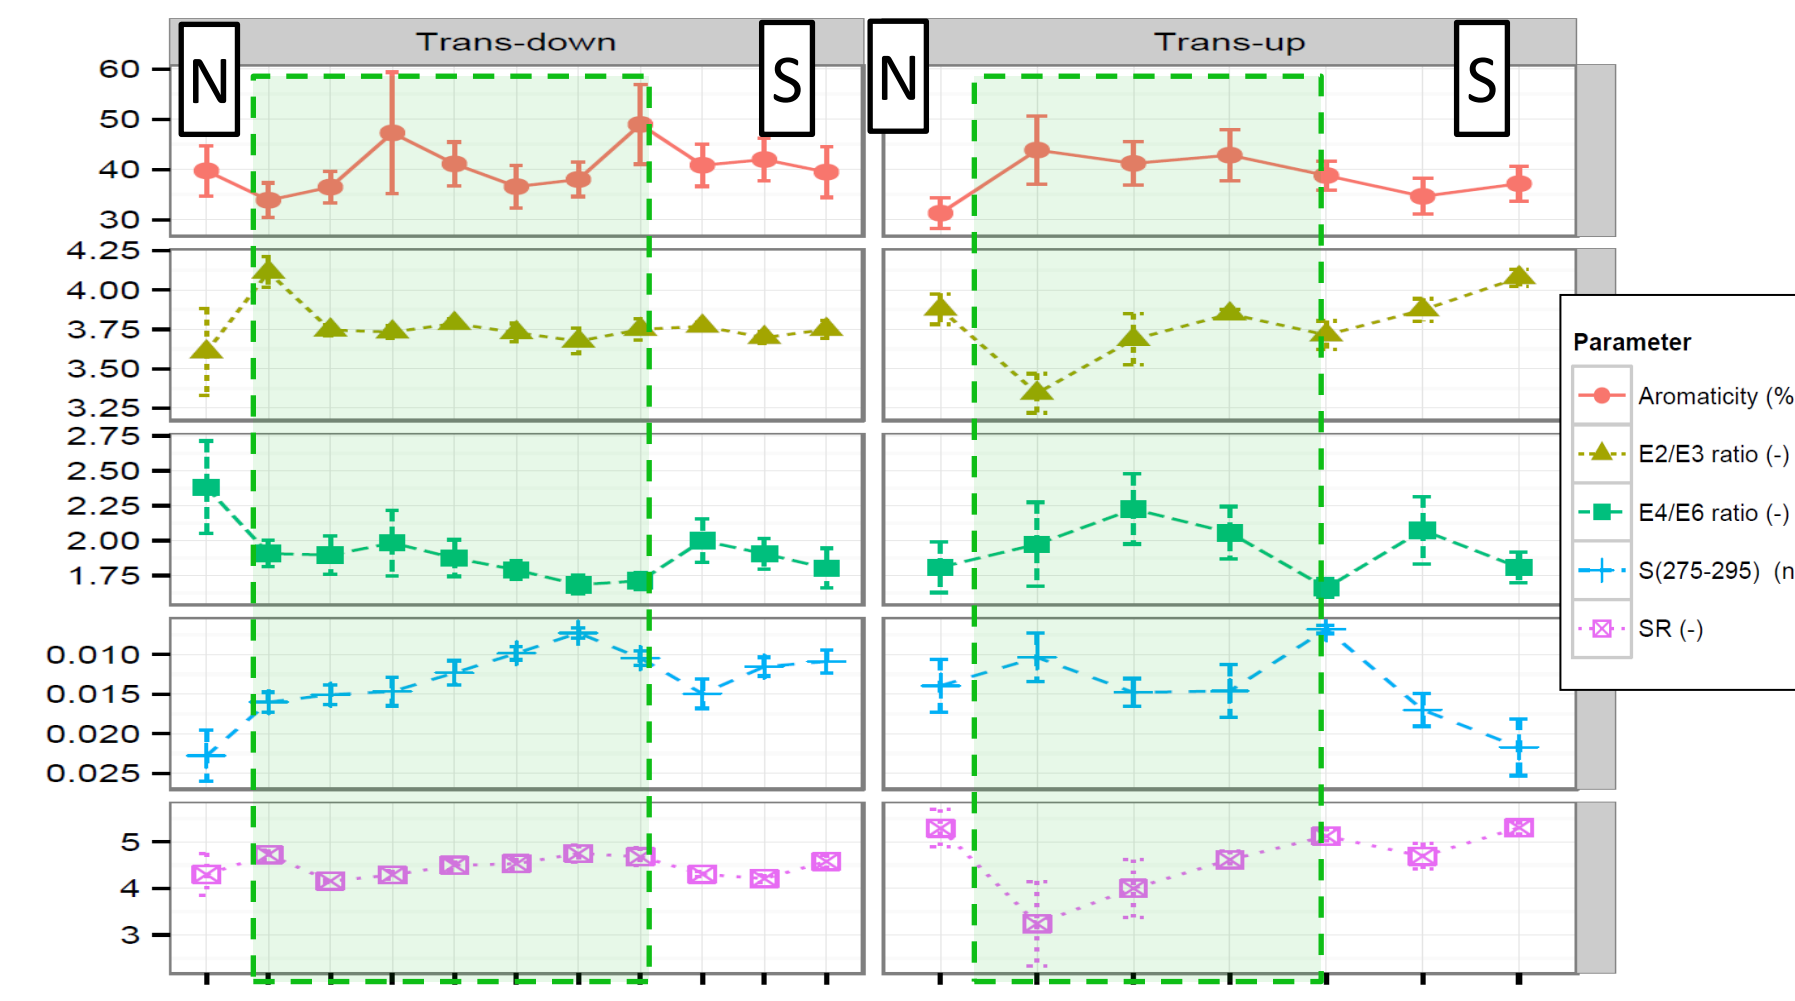 Trans-down
Trans-up
N
S
N
S
60
50
40
30
4.25
4.00
3.75
3.50
3.25
2.75
2.50
2.25
2.00
1.75
0.010
0.015
0.020
0.025
5
4
3
Parameter
Aromaticity (%
E2/E3 ratio (-)
E4/E6 ratio (-)
S(275-295) (n
SR (-)